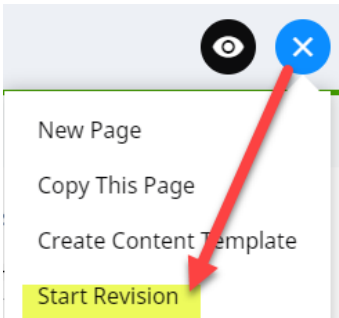 New Page
Copy This Page
Create Content Template
Start Revision